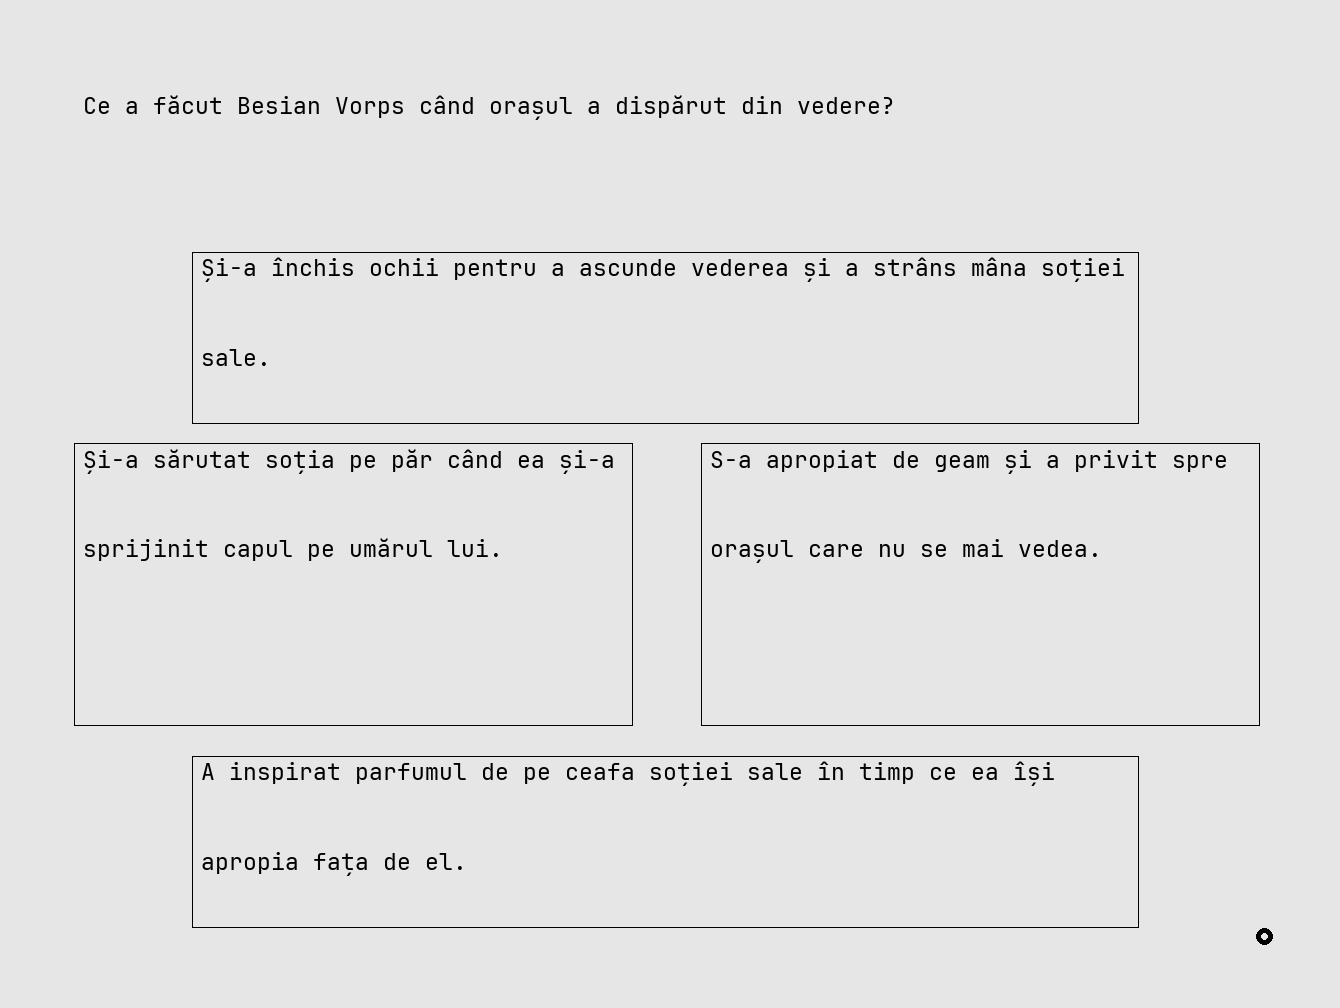 Ce a făcut Besian Vorps când orașul a dispărut din vedere?
Și-a închis ochii pentru a ascunde vederea și a strâns mâna soției
sale.
Și-a sărutat soția pe păr când ea și-a
sprijinit capul pe umărul lui.
S-a apropiat de geam și a privit spre
orașul care nu se mai vedea.
A inspirat parfumul de pe ceafa soției sale în timp ce ea își
apropia fața de el.